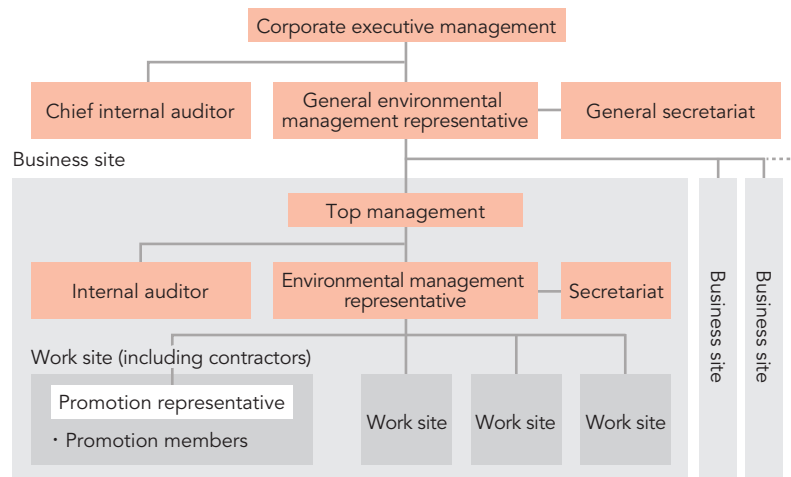 Corporate executive management
Chief internal auditor
General environmental
management representative
General secretariat
Business site
Top management
Internal auditor
Environmental management
representative
Secretariat
Business site
Business site
Work site (including contractors)
Promotion representative
・Promotion members
Work site
Work site
Work site